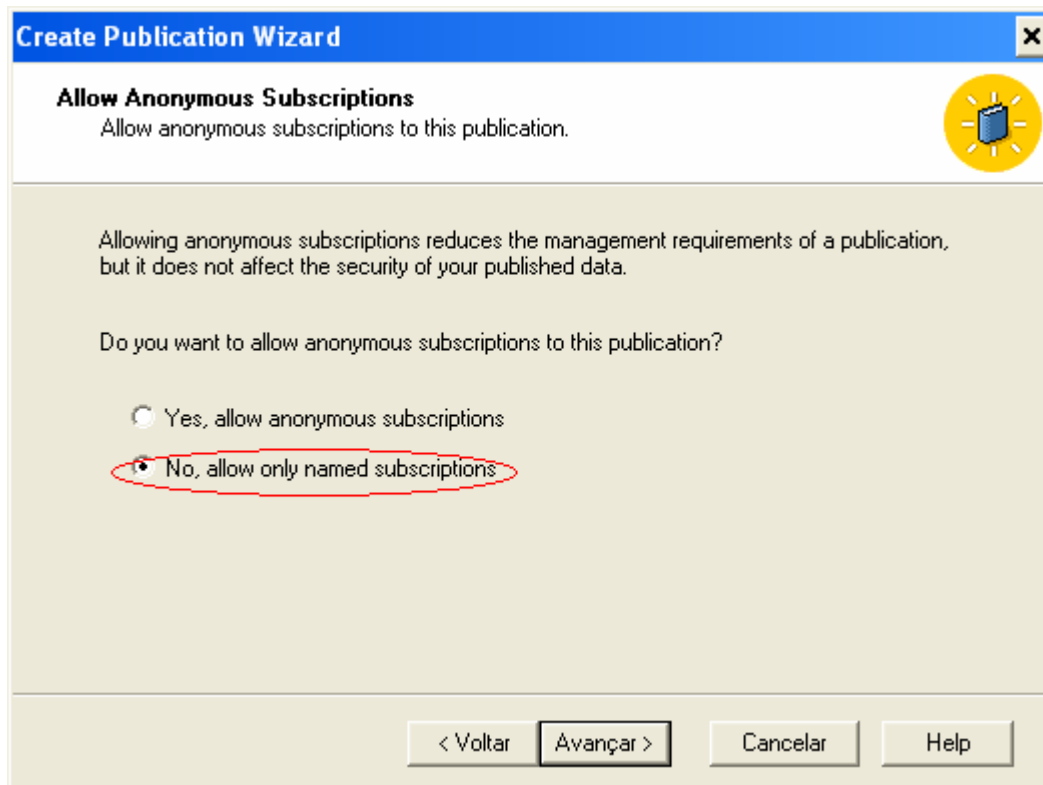 Create Publication Wizard
Allow Anonymous Subscriptions
Allow anonymous subscriptions to this publication.
Allowing anonymous subscriptions reduces the management requirements of a publication,
but it does not affect the security of your published data.
Do you want to allow anonymous subscriptions to this publication?
Yes, allow anonymous subscriptions
No, allow only named subscriptions
< Voltar Avançar > Cancelar Help